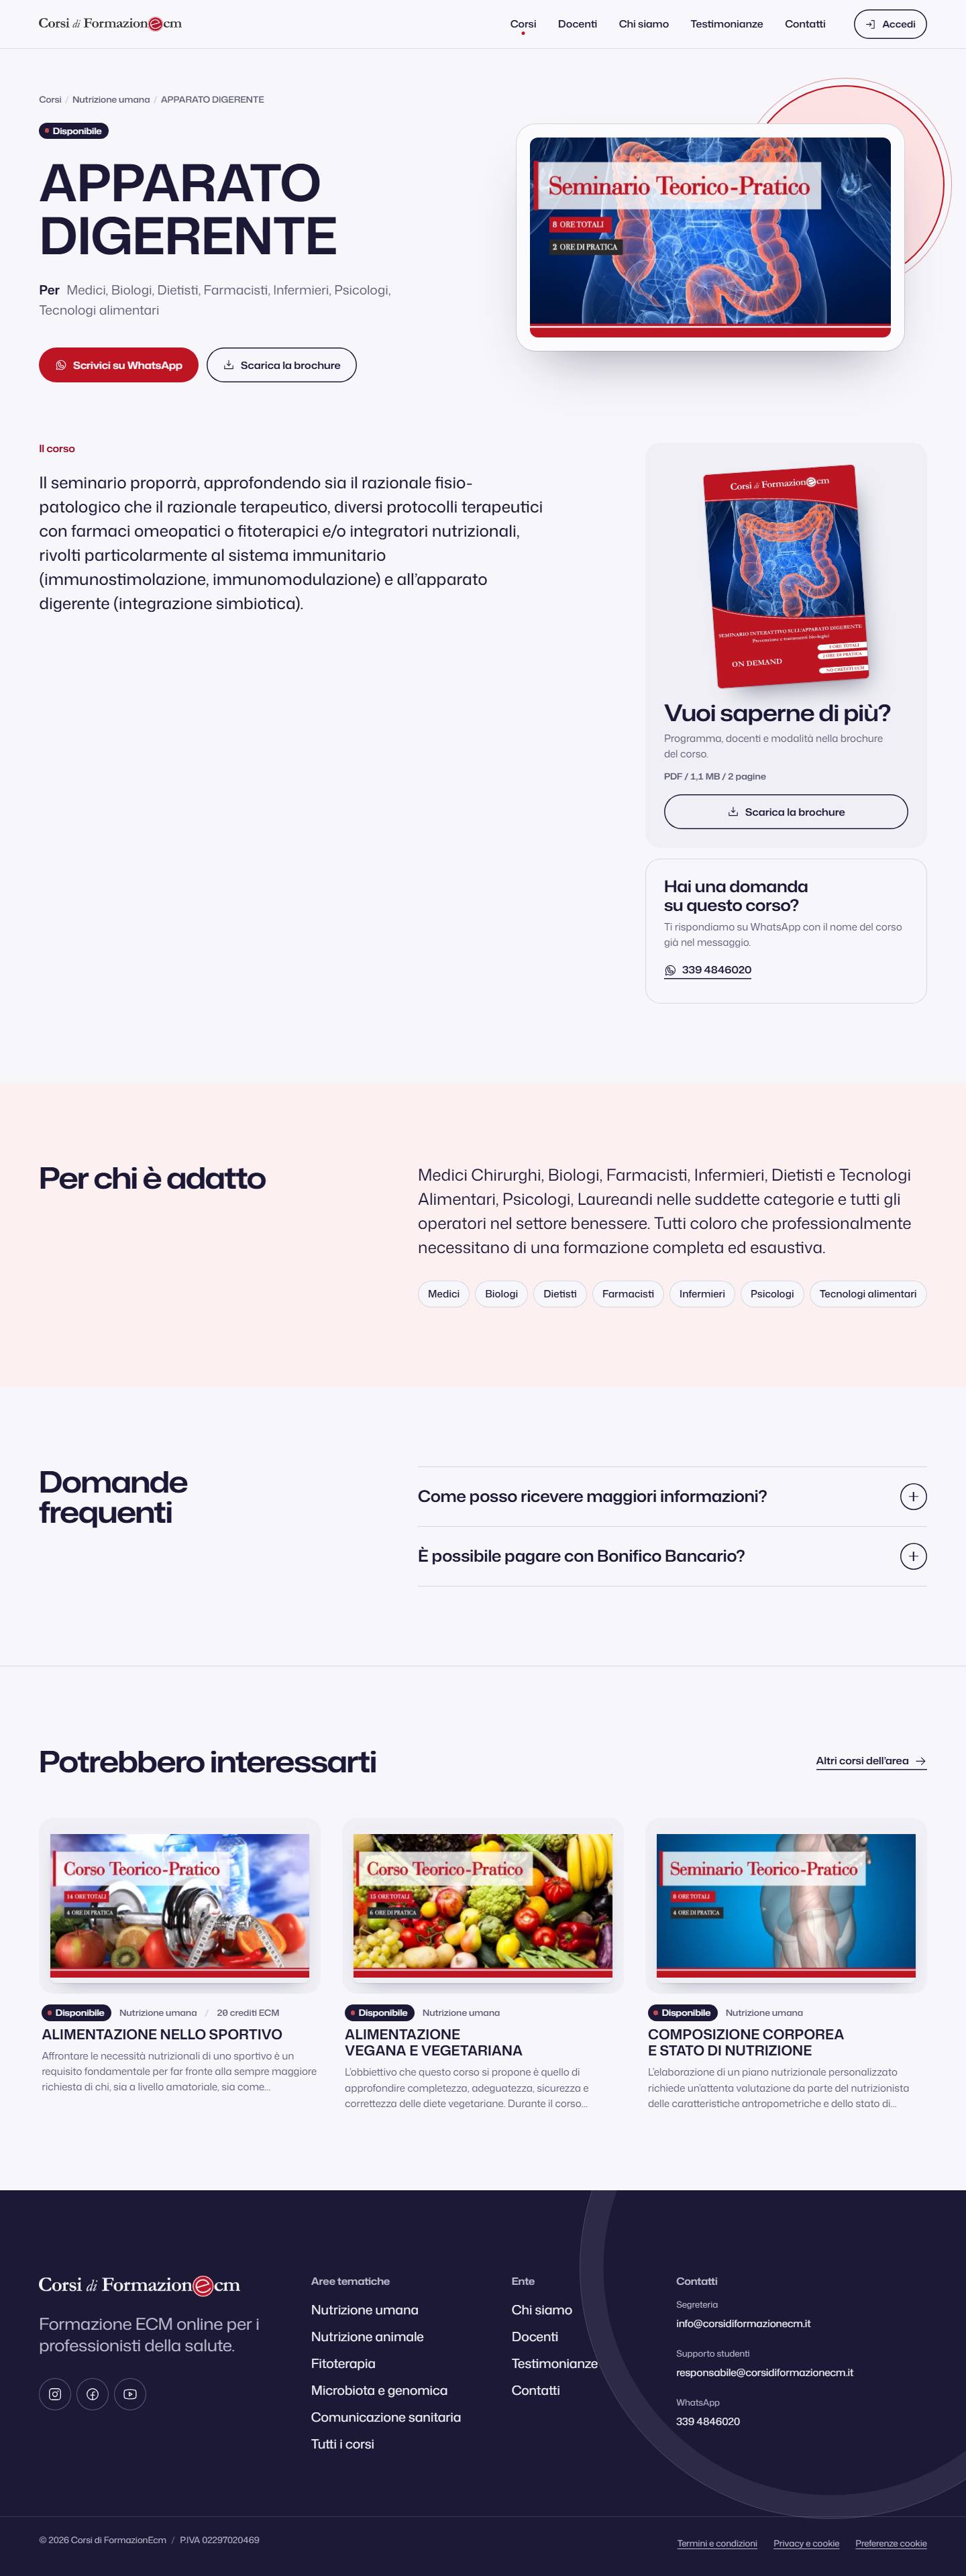 Corsi di Formazionecm
Corsi
Docenti
Chi siamo
Testimonianze
Contatti
Accedi
Corsi / Nutrizione umana / APPARATO DIGERENTE
Disponibile
APPARATO
DIGERENTE
Per Medici, Biologi, Dietisti, Farmacisti, Infermieri, Psicologi,
Tecnologi alimentari
Scrivici su WhatsApp
Scarica la brochure
Seminario Teorico-Pratico
8 ORE TOTALI
2 ORE DI PRATICA
Il corso
Il seminario proporrà, approfondendo sia il razionale fisio-
patologico che il razionale terapeutico, diversi protocolli terapeutici
con farmaci omeopatici o fitoterapici e/o integratori nutrizionali,
rivolti particolarmente al sistema immunitario
(immunostimolazione, immunomodulazione) e all’apparato
digerente (integrazione simbiotica).
Corsi di Formazionecm
SEMINARIO INTERATTIVO SULL'APPARATO DIGERENTE
Prevenzione e trattamenti bio-logici
ORE TOTALI
ORE DI PRATICA
NO CREDITI ECM
ON DEMAND
Vuoi saperne di più?
Programma, docenti e modalità nella brochure
del corso.
PDF / 1,1 MB / 2 pagine
Scarica la brochure
Hai una domanda
su questo corso?
Ti rispondiamo su WhatsApp con il nome del corso
già nel messaggio.
339 4846020
Per chi è adatto
Medici Chirurghi, Biologi, Farmacisti, Infermieri, Dietisti e Tecnologi
Alimentari, Psicologi, Laureandi nelle suddette categorie e tutti gli
operatori nel settore benessere. Tutti coloro che professionalmente
necessitano di una formazione completa ed esaustiva.
Medici
Biologi
Dietisti
Farmacisti
Infermieri
Psicologi
Tecnologi alimentari
Domande
frequenti
Come posso ricevere maggiori informazioni?
È possibile pagare con Bonifico Bancario?
Potrebbero interessarti
Altri corsi dell’area
Corso Teorico-Pratico
14 ORE TOTALI
4 ORE DI PRATICA
Disponibile
Nutrizione umana / 20 crediti ECM
ALIMENTAZIONE NELLO SPORTIVO
Affrontare le necessità nutrizionali di uno sportivo è un
requisito fondamentale per far fronte alla sempre maggiore
richiesta di chi, sia a livello amatoriale, sia come...
Corso Teorico-Pratico
15 ORE TOTALI
6 ORE DI PRATICA
Disponibile
Nutrizione umana
ALIMENTAZIONE
VEGANA E VEGETARIANA
L’obbiettivo che questo corso si propone è quello di
approfondire completezza, adeguatezza, sicurezza e
correttezza delle diete vegetariane. Durante il corso...
Seminario Teorico-Pratico
8 ORE TOTALI
4 ORE DI PRATICA
Disponibile
Nutrizione umana
COMPOSIZIONE CORPOREA
E STATO DI NUTRIZIONE
L’elaborazione di un piano nutrizionale personalizzato
richiede un’attenta valutazione da parte del nutrizionista
delle caratteristiche antropometriche e dello stato di...
Corsi di Formazionecm
Formazione ECM online per i
professionisti della salute.
Aree tematiche
Nutrizione umana
Nutrizione animale
Fitoterapia
Microbiota e genomica
Comunicazione sanitaria
Tutti i corsi
Ente
Chi siamo
Docenti
Testimonianze
Contatti
Contatti
Segreteria
info@corsidiformazionecm.it
Supporto studenti
responsabile@corsidiformazionecm.it
WhatsApp
339 4846020
© 2026 Corsi di FormazionEcm / P.IVA 02297020469
Termini e condizioni
Privacy e cookie
Preferenze cookie